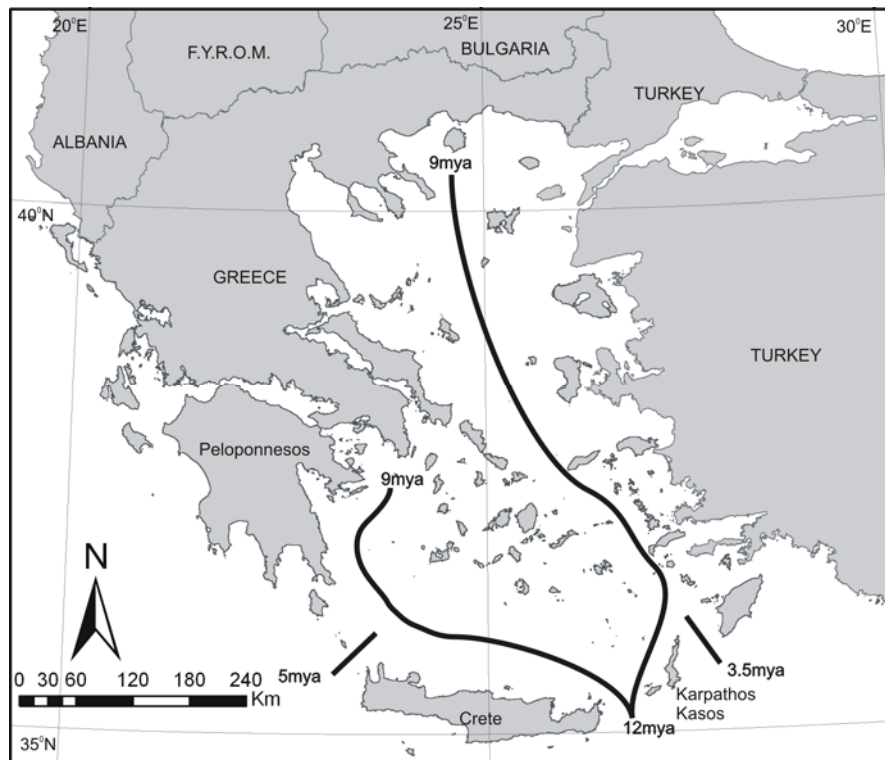 20°E 25°E 30°E
F.Y.R.O.M.
BULGARIA
TURKEY
ALBANIA
9mya
40°N
GREECE
TURKEY
Peloponnesos
9mya
N
5mya
3.5mya
0 30 60 120 180 240
Km
Karpathos
Kasos
Crete
12mya
35°N